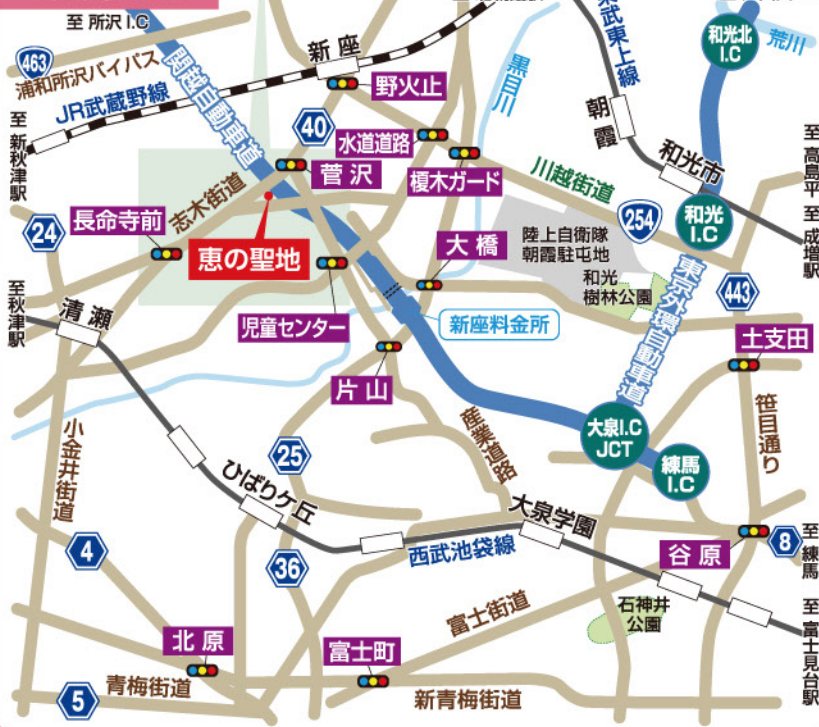 至 所沢 I.C
463
浦和所沢バイパス
関越自動車道
新座
野火止
黒目川
武東上線
和光北
I.C
荒川
JR武蔵野線
至 新秋津駅
40
水道道路
榎木ガード
朝霞
和光市
至 高島平
菅沢
志木街道
川越街道
254
和光
I.C
至 成増駅
24
長命寺前
恵の聖地
大橋
陸上自衛隊
朝霞駐屯地
和光
樹林公園
東京外環自動車道
443
至 秋津駅
清瀬
児童センター
新座料金所
土支田
片山
小金井街道
産業道路
大泉I.C
JCT
練馬
I.C
笹目通り
25
ひばりケ丘
大泉学園
西武池袋線
谷原
8
至 練馬
4
36
石神井
公園
至 富士見台駅
富士街道
北原
富士町
青梅街道
新青梅街道
5